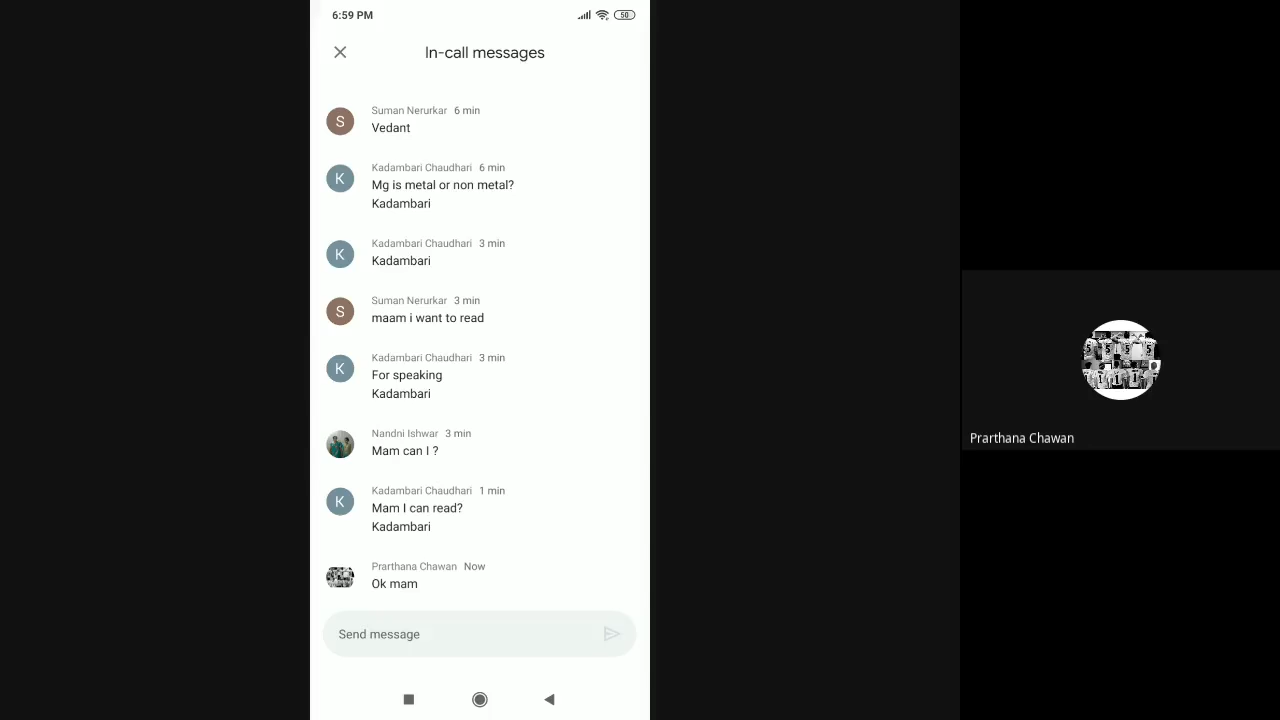 6:59 PM
50
In-call messages
S
Suman Nerurkar 6 min
Vedant
K
Kadambari Chaudhari 6 min
Mg is metal or non metal?
Kadambari
K
Kadambari Chaudhari 3 min
Kadambari
S
Suman Nerurkar 3 min
maam i want to read
K
Kadambari Chaudhari 3 min
For speaking
Kadambari
Nandni Ishwar 3 min
Mam can I ?
K
Kadambari Chaudhari 1 min
Mam I can read?
Kadambari
Prarthana Chawan Now
Ok mam
Send message
Prarthana Chawan